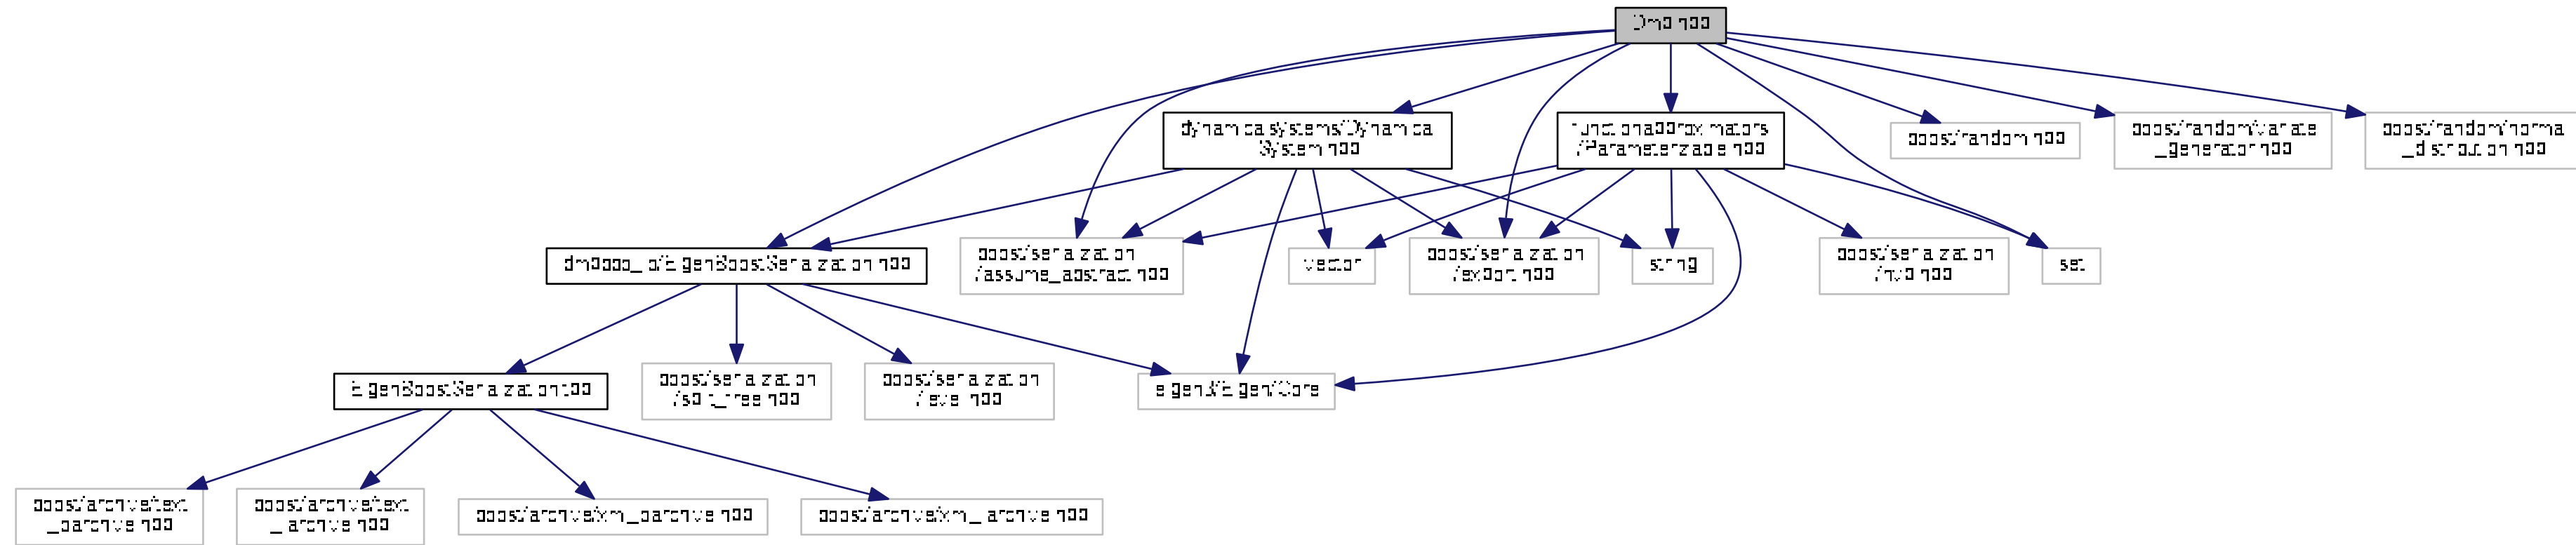 Dmp.hpp
dynamicalsystems/Dynamical
System.hpp
functionapproximators
/Parameterizable.hpp
boost/random.hpp
boost/random/variate
_generator.hpp
boost/random/normal
_distribution.hpp
dmpbbo_io/EigenBoostSerialization.hpp
boost/serialization
/assume_abstract.hpp
vector
boost/serialization
/export.hpp
string
boost/serialization
/nvp.hpp
set
EigenBoostSerialization.tpp
boost/serialization
/split_free.hpp
boost/serialization
/level.hpp
eigen3/Eigen/Core
boost/archive/text
_oarchive.hpp
boost/archive/text
_iarchive.hpp
boost/archive/xml_oarchive.hpp
boost/archive/xml_iarchive.hpp